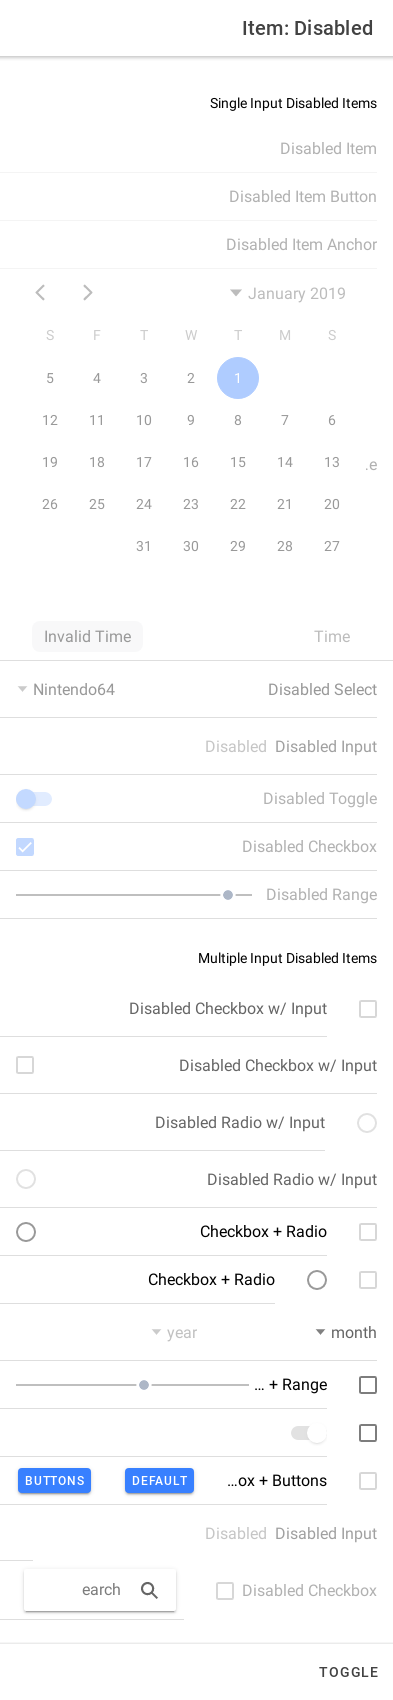 Item: Disabled
Single Input Disabled Items
Disabled Item
Disabled Item Button
Disabled Item Anchor
January 2019
S M T W T F S
1 2 3 4 5
6 7 8 9 10 11 12
13 14 15 16 17 18 19
.e
20 21 22 23 24 25 26
27 28 29 30 31
Time Invalid Time
Disabled Select Nintendo64
Disabled Input Disabled
Disabled Toggle
Disabled Checkbox
Disabled Range
Multiple Input Disabled Items
Disabled Checkbox w/ Input
Disabled Checkbox w/ Input
Disabled Radio w/ Input
Disabled Radio w/ Input
Checkbox + Radio
Checkbox + Radio
month year
... + Range
...ox + Buttons DEFAULT BUTTONS
Disabled Input Disabled
Disabled Checkbox earch
TOGGLE